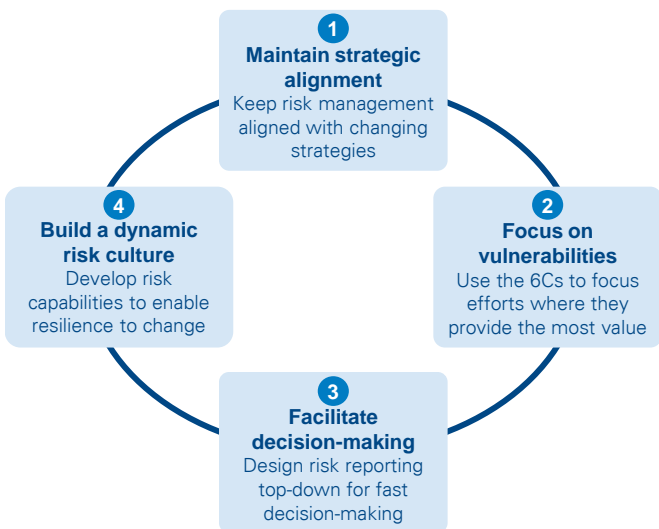 1
Maintain strategic
alignment
Keep risk management
aligned with changing
strategies
2
Focus on
vulnerabilities
Use the 6Cs to focus
efforts where they
provide the most value
3
Facilitate
decision-making
Design risk reporting
top-down for fast
decision-making
4
Build a dynamic
risk culture
Develop risk
capabilities to enable
resilience to change